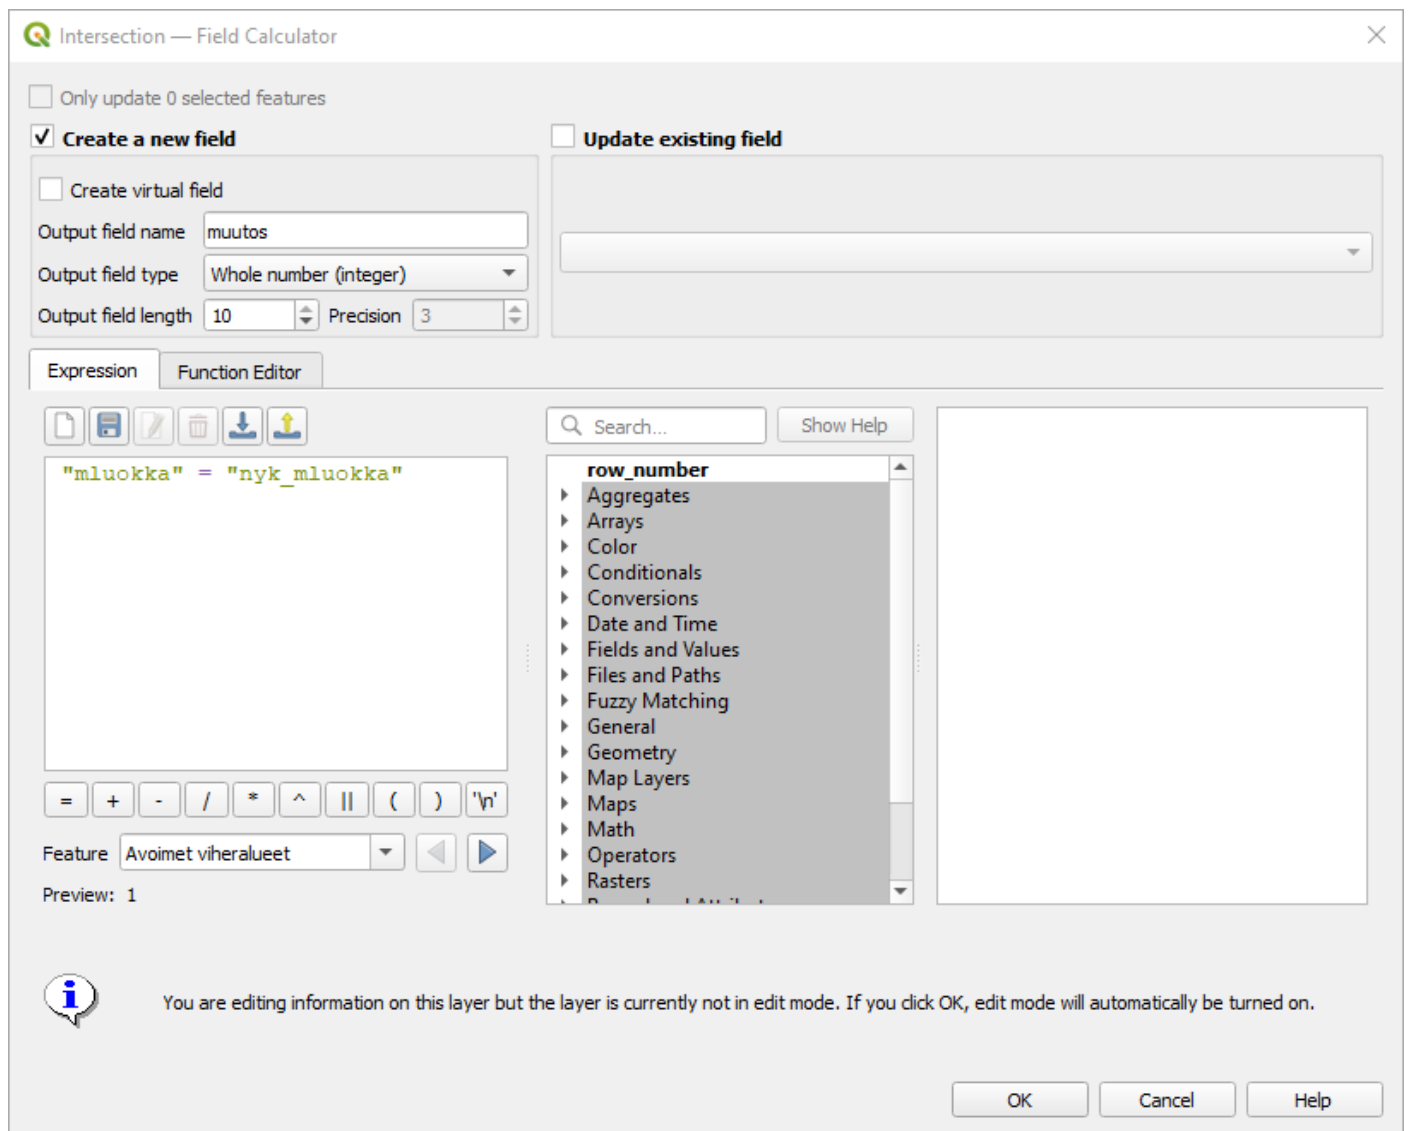 Intersection — Field Calculator
Only update 0 selected features
Create a new field
Update existing field
Create virtual field
Output field name muutos
Output field type Whole number (integer)
Output field length 10 Precision 3
Expression Function Editor
Search... Show Help
"mluokka" = "nyk_mluokka"
row_number
Aggregates
Arrays
Color
Conditionals
Conversions
Date and Time
Fields and Values
Files and Paths
Fuzzy Matching
General
Geometry
Map Layers
Maps
Math
Operators
Rasters
= + - / * ^ || ( ) '\n'
Feature Avoimet viheralueet
Preview: 1
You are editing information on this layer but the layer is currently not in edit mode. If you click OK, edit mode will automatically be turned on.
OK Cancel Help